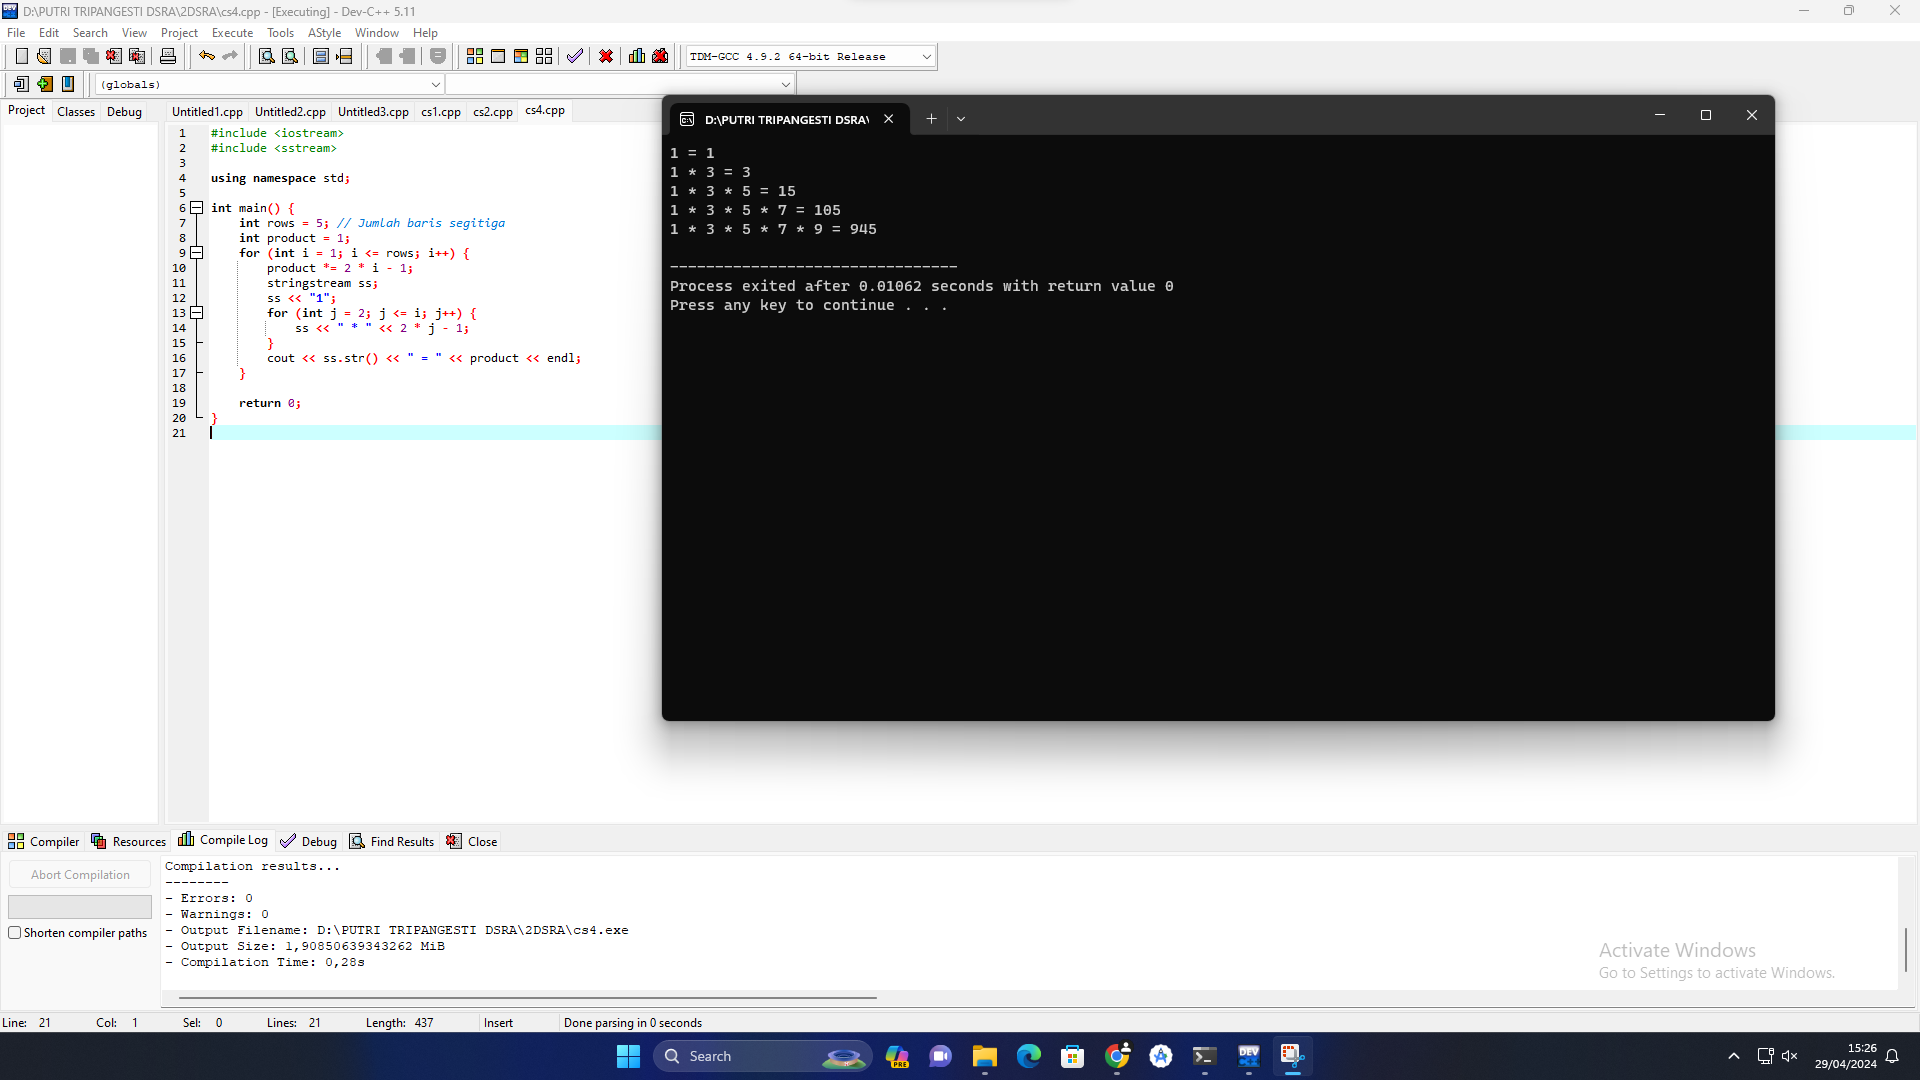 D:\PUTRI TRIPANGESTI DSRA\2DSRA\cs4.cpp - [Executing] - Dev-C++ 5.11
File Edit Search View Project Execute Tools AStyle Window Help
TDM-GCC 4.9.2 64-bit Release
(globals)
Project Classes Debug
Untitled1.cpp Untitled2.cpp Untitled3.cpp cs1.cpp cs2.cpp cs4.cpp
1 #include <iostream>
2 #include <sstream>
3
4 using namespace std;
5
6 int main() {
7 int rows = 5; // Jumlah baris segitiga
8 int product = 1;
9 for (int i = 1; i <= rows; i++) {
10 product *= 2 * i - 1;
11 stringstream ss;
12 ss << "1";
13 for (int j = 2; j <= i; j++) {
14 ss << " * " << 2 * j - 1;
15 }
16 cout << ss.str() << " = " << product << endl;
17 }
18
19 return 0;
20 }
21
D:\PUTRI TRIPANGESTI DSRA\
1 = 1
1 * 3 = 3
1 * 3 * 5 = 15
1 * 3 * 5 * 7 = 105
1 * 3 * 5 * 7 * 9 = 945
--------------------------------
Process exited after 0.01062 seconds with return value 0
Press any key to continue . . .
Compiler Resources Compile Log Debug Find Results Close
Abort Compilation
Shorten compiler paths
Compilation results...
--------
- Errors: 0
- Warnings: 0
- Output Filename: D:\PUTRI TRIPANGESTI DSRA\2DSRA\cs4.exe
- Output Size: 1,90850639343262 MiB
- Compilation Time: 0,28s
Activate Windows
Go to Settings to activate Windows.
Line: 21 Col: 1 Sel: 0 Lines: 21 Length: 437 Insert Done parsing in 0 seconds
Search
PRE
DEV
15:26
29/04/2024